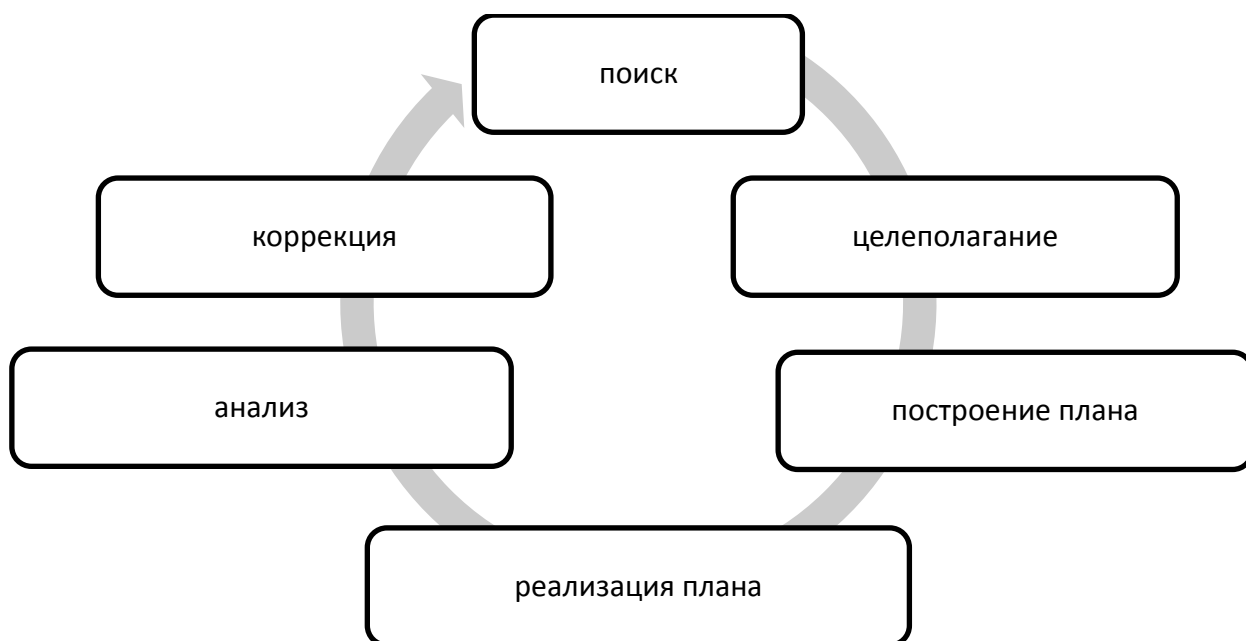 поиск
целеполагание
построение плана
реализация плана
анализ
коррекция